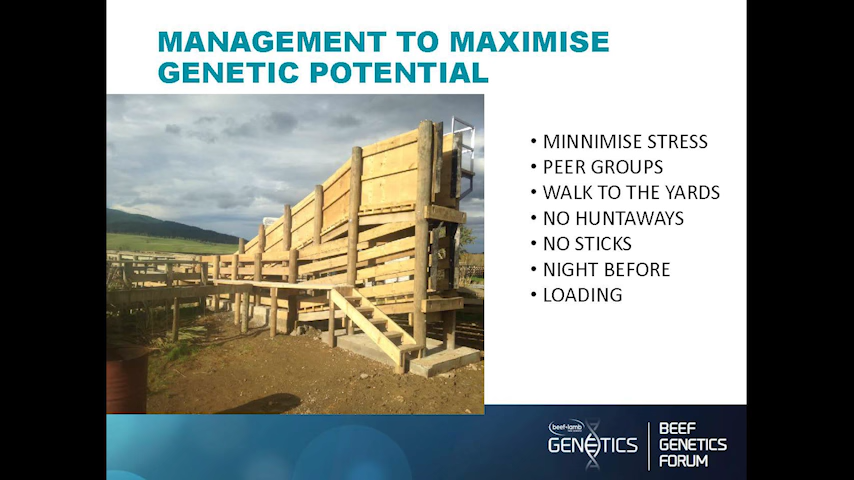 MANAGEMENT TO MAXIMISE
GENETIC POTENTIAL
• MINNIMISE STRESS
• PEER GROUPS
• WALK TO THE YARDS
• NO HUNTAWAYS
• NO STICKS
• NIGHT BEFORE
• LOADING
beef+lamb
GENETICS
BEEF
GENETICS
FORUM